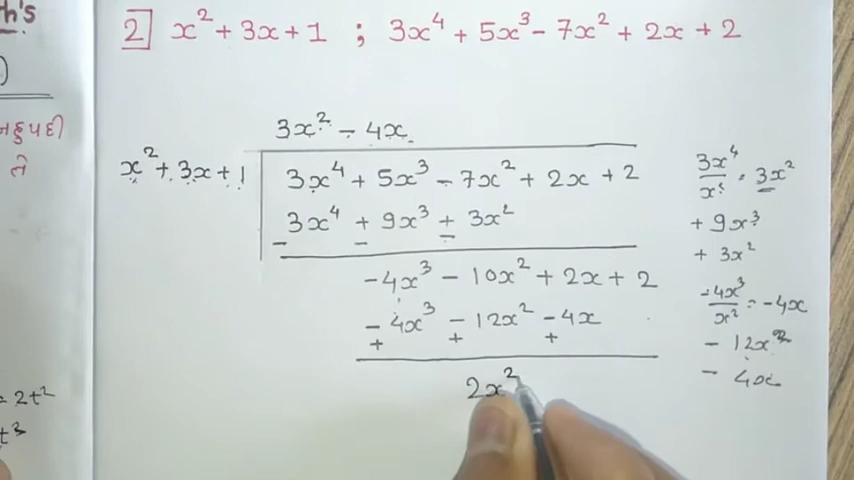 h's
2 x² + 3x + 1 ; 3x⁴ + 5x³ - 7x² + 2x + 2
)
ते
3x² - 4x
x² + 3x + 1 3x⁴ + 5x³ - 7x² + 2x + 2
3x⁴ + 9x³ + 3x²
- - -
-4x³ - 10x² + 2x + 2
-4x³ - 12x² - 4x
+ + +
2x²
3x⁴/x² = 3x²
+ 9x³
+ 3x²
-4x³/x² = -4x
- 12x²
- 4x
= 2t²
t³